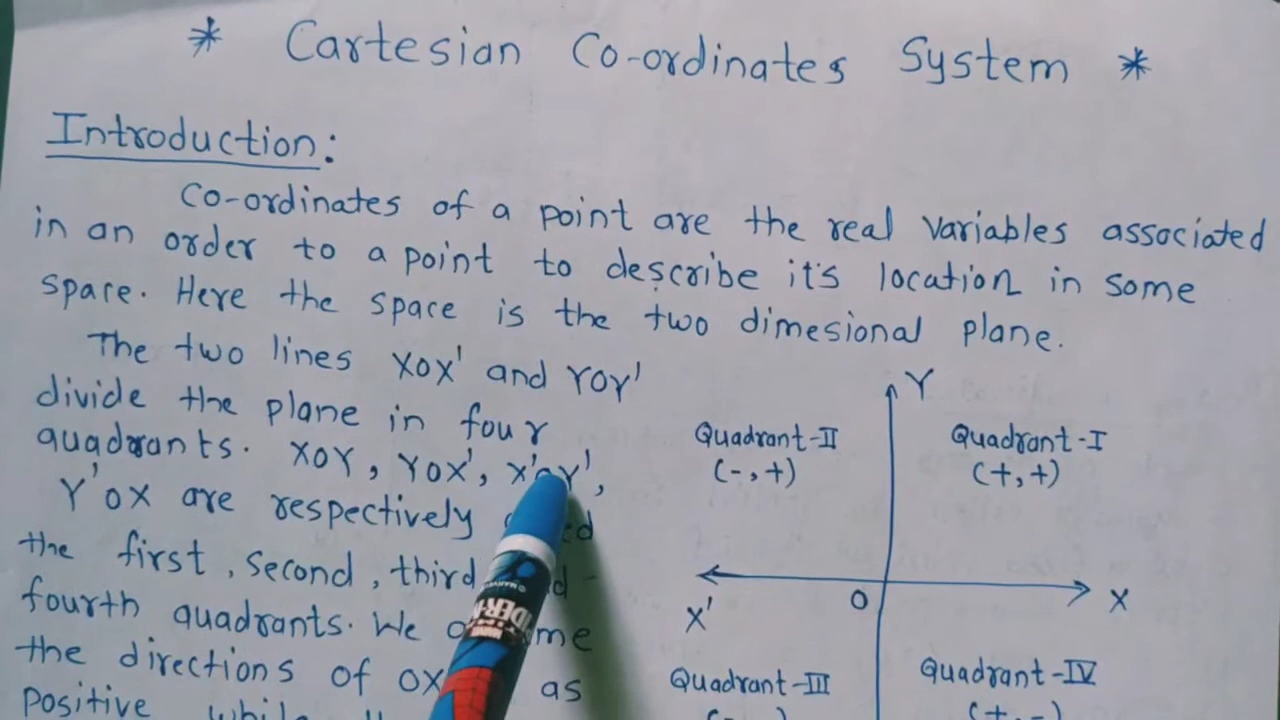 * Cartesian Co-ordinates System *
Introduction:
Co-ordinates of a point are the real variables associated
in an order to a point to describe it's location in some
space. Here the space is the two dimesional plane.
The two lines XOX' and YOY'
divide the plane in four
quadrants. XOY, YOX', X'OY',
Y'OX are respectively
the first, second, third
fourth quadrants. We
the directions of OX as
positive while
Y
Quadrant-II
(-,+)
Quadrant-I
(+,+)
X'
O
X
Quadrant-III
Quadrant-IV
(+,-)